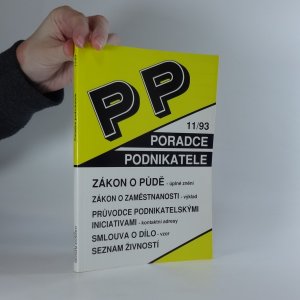 PP
11/93
PORADCE
PODNIKATELE
ZÁKON O PŮDĚ - úplné znění
ZÁKON O ZAMĚSTNANOSTI - výklad
PRŮVODCE PODNIKATELSKÝMI
INICIATIVAMI - kontaktní adresy
SMLOUVA O DÍLO - vzor
SEZNAM ŽIVNOSTÍ